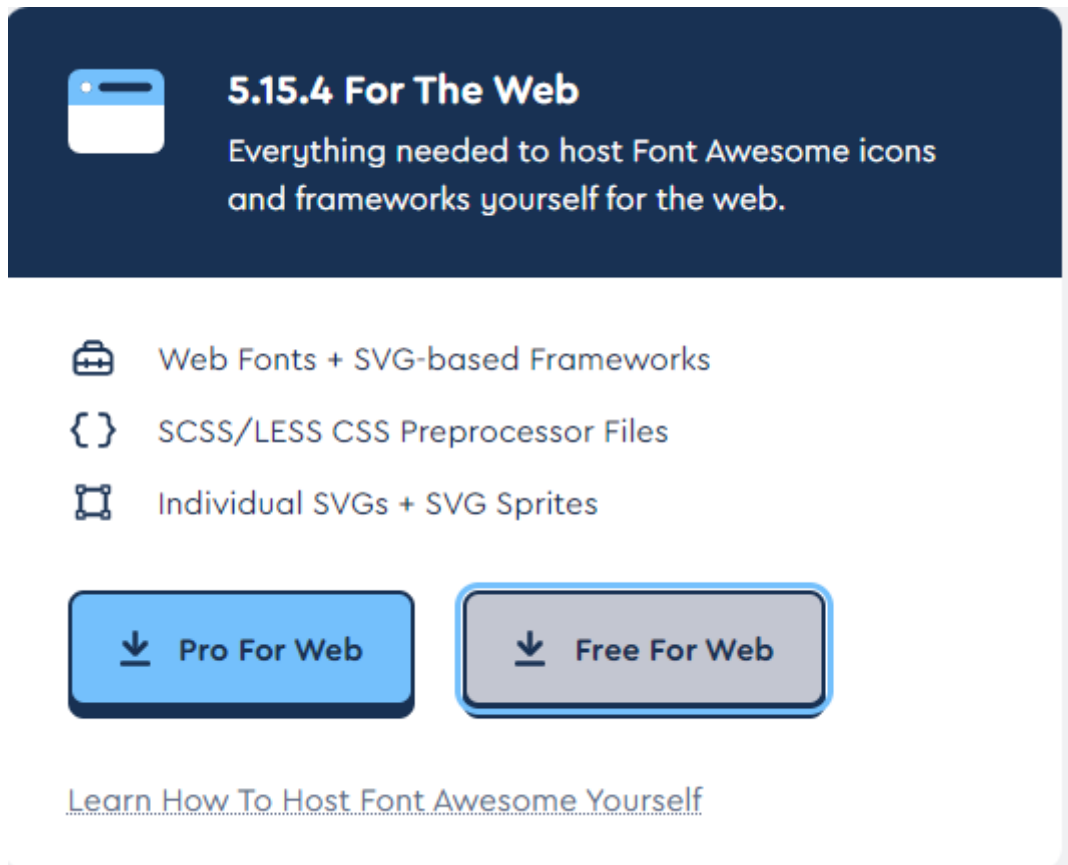 5.15.4 For The Web
Everything needed to host Font Awesome icons
and frameworks yourself for the web.
Web Fonts + SVG-based Frameworks
SCSS/LESS CSS Preprocessor Files
Individual SVGs + SVG Sprites
Pro For Web
Free For Web
Learn How To Host Font Awesome Yourself